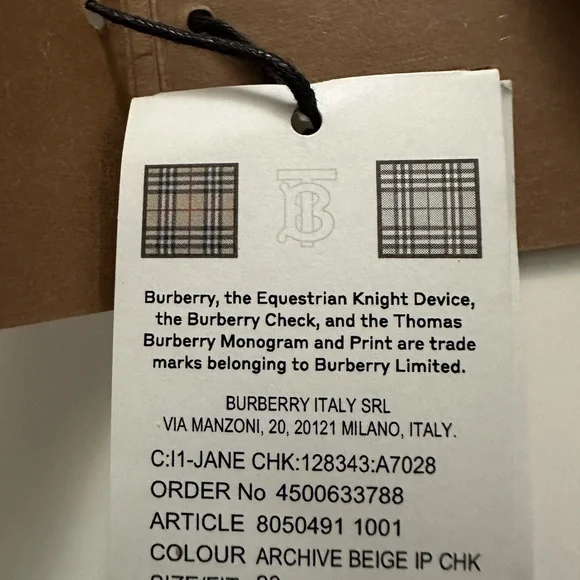 Burberry, the Equestrian Knight Device,
the Burberry Check, and the Thomas
Burberry Monogram and Print are trade
marks belonging to Burberry Limited.
BURBERRY ITALY SRL
VIA MANZONI, 20, 20121 MILANO, ITALY.
C:I1-JANE CHK:128343:A7028
ORDER No 4500633788
ARTICLE 8050491 1001
COLOUR ARCHIVE BEIGE IP CHK
SIZE/FIT